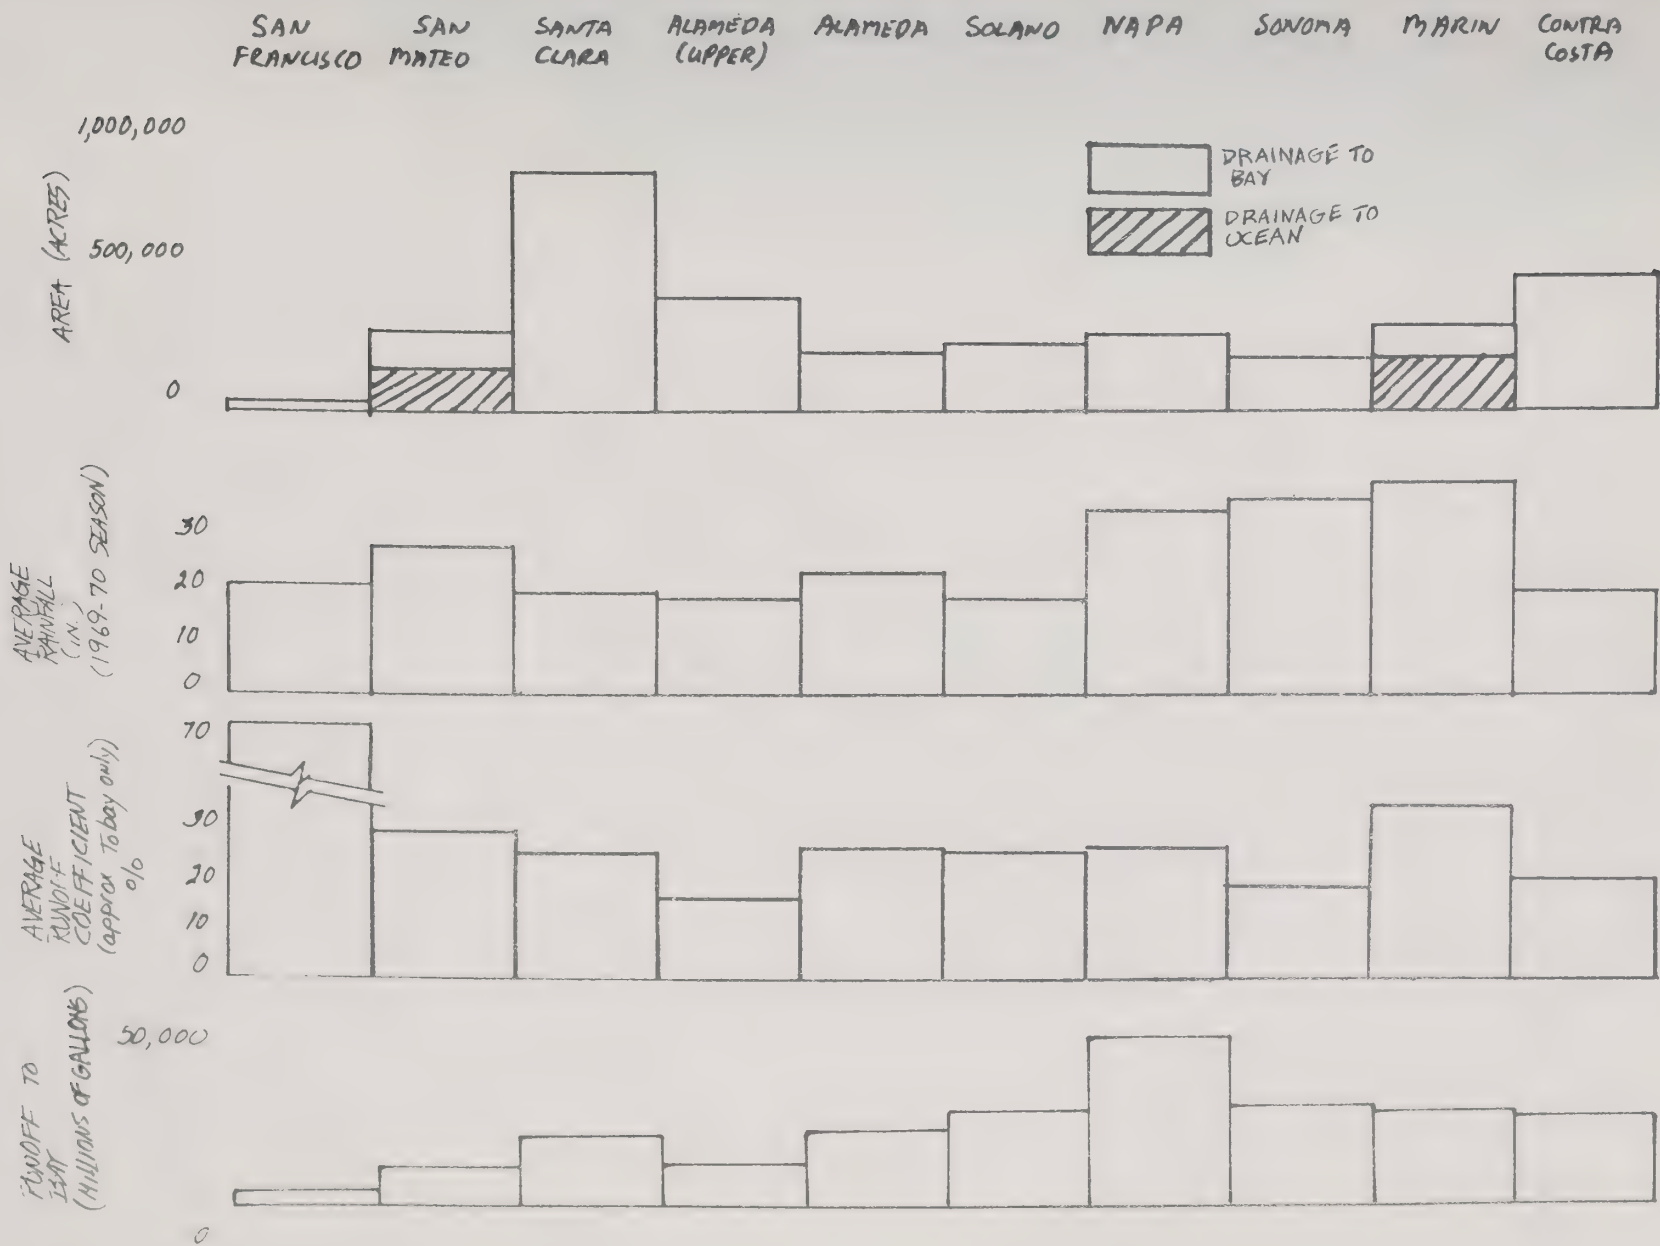 SAN
FRANCISCO
SAN
MATEO
SANTA
CLARA
ALAMEDA
(UPPER)
ALAMEDA
SOLANO
NAPA
SONOMA
MARIN
CONTRA
COSTA
AREA (ACRES)
1,000,000
500,000
0
DRAINAGE TO
BAY
DRAINAGE TO
OCEAN
AVERAGE
RAINFALL
(IN.)
(1969-70 SEASON)
30
20
10
0
AVERAGE
RUNOFF
COEFFICIENT
(approx To bay only)
%
70
30
20
10
0
RUNOFF TO
BAY
(MILLIONS OF GALLONS)
50,000
0